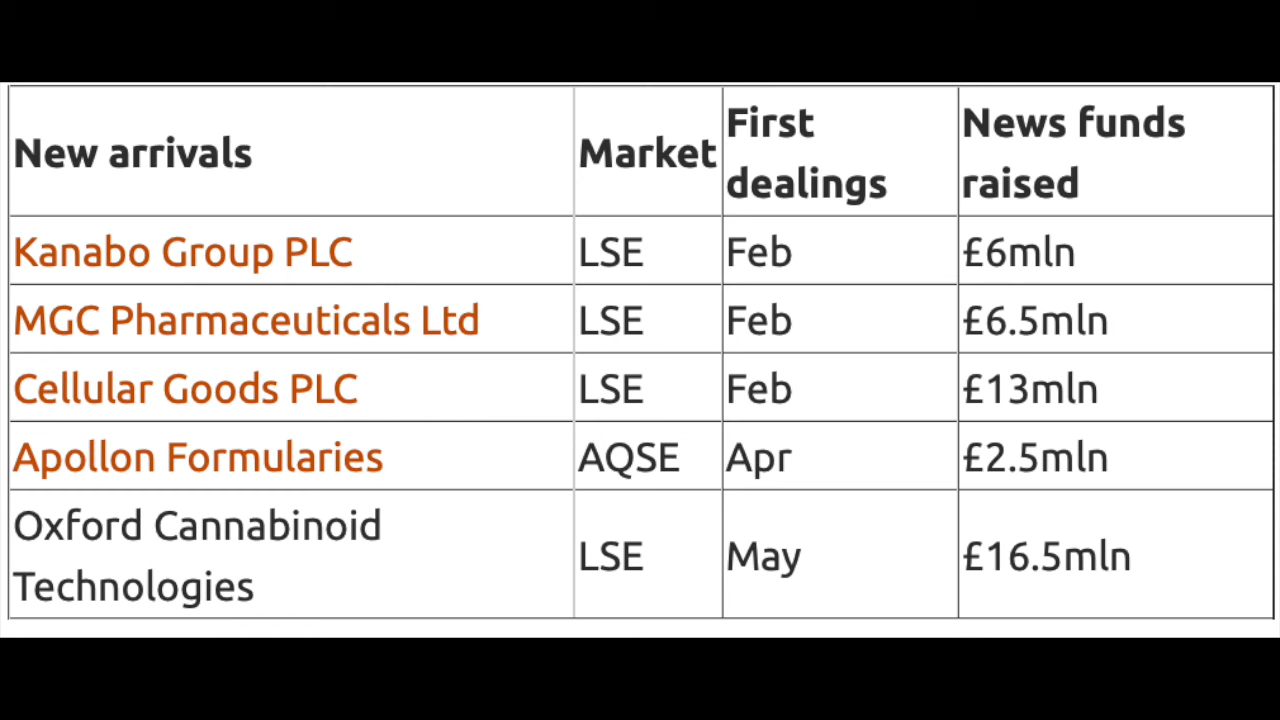 New arrivals Market First dealings News funds raised
Kanabo Group PLC LSE Feb £6mln
MGC Pharmaceuticals Ltd LSE Feb £6.5mln
Cellular Goods PLC LSE Feb £13mln
Apollon Formularies AQSE Apr £2.5mln
Oxford Cannabinoid Technologies LSE May £16.5mln